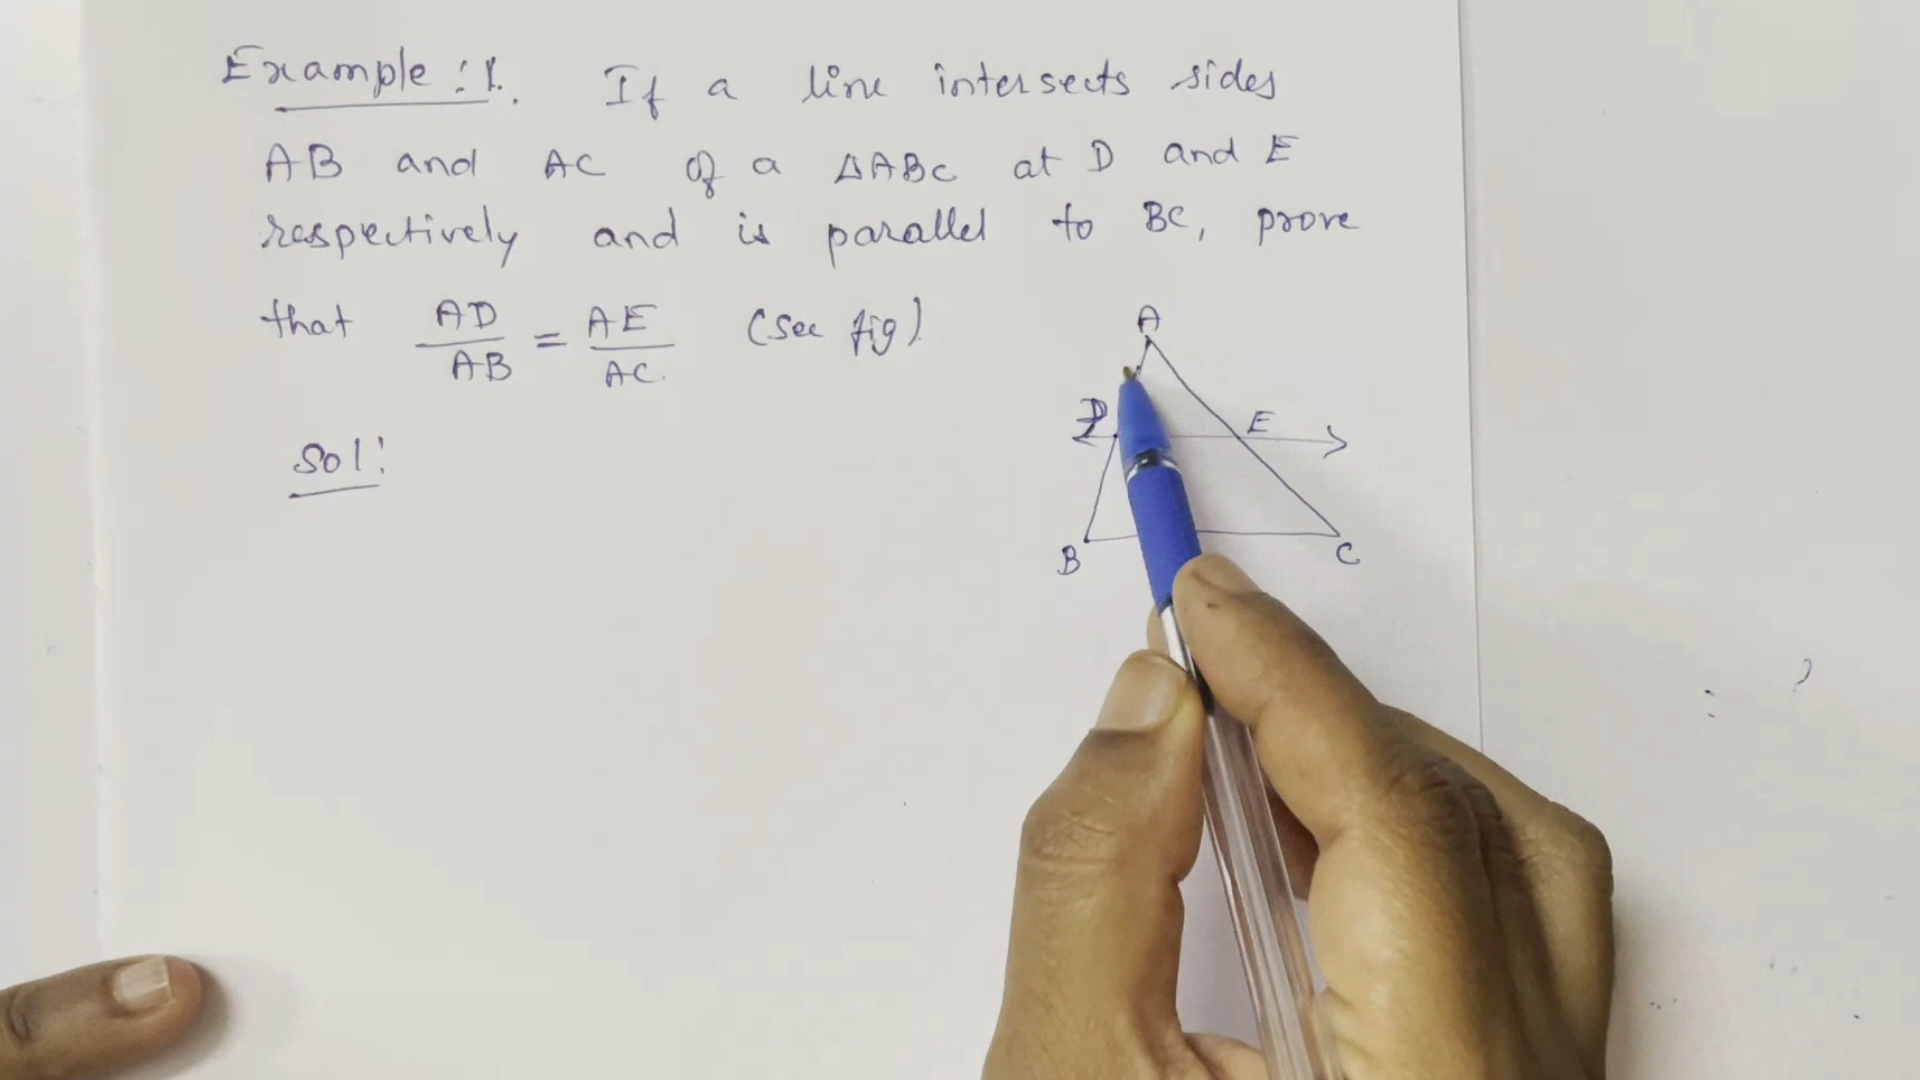 Example : 1. If a line intersects sides
AB and AC of a ΔABC at D and E
respectively and is parallel to BC, prove
that AD/AB = AE/AC. (see fig).
A
D E
B C
Sol: